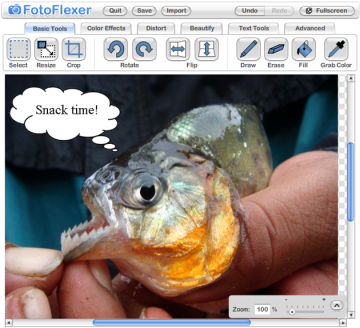 FotoFlexer Quit Save Import Undo Redo Fullscreen
Basic Tools Color Effects Distort Beautify Text Tools Advanced
Select Resize Crop Rotate Flip Draw Erase Fill Grab Color
Snack time!
Zoom: 100 % - +